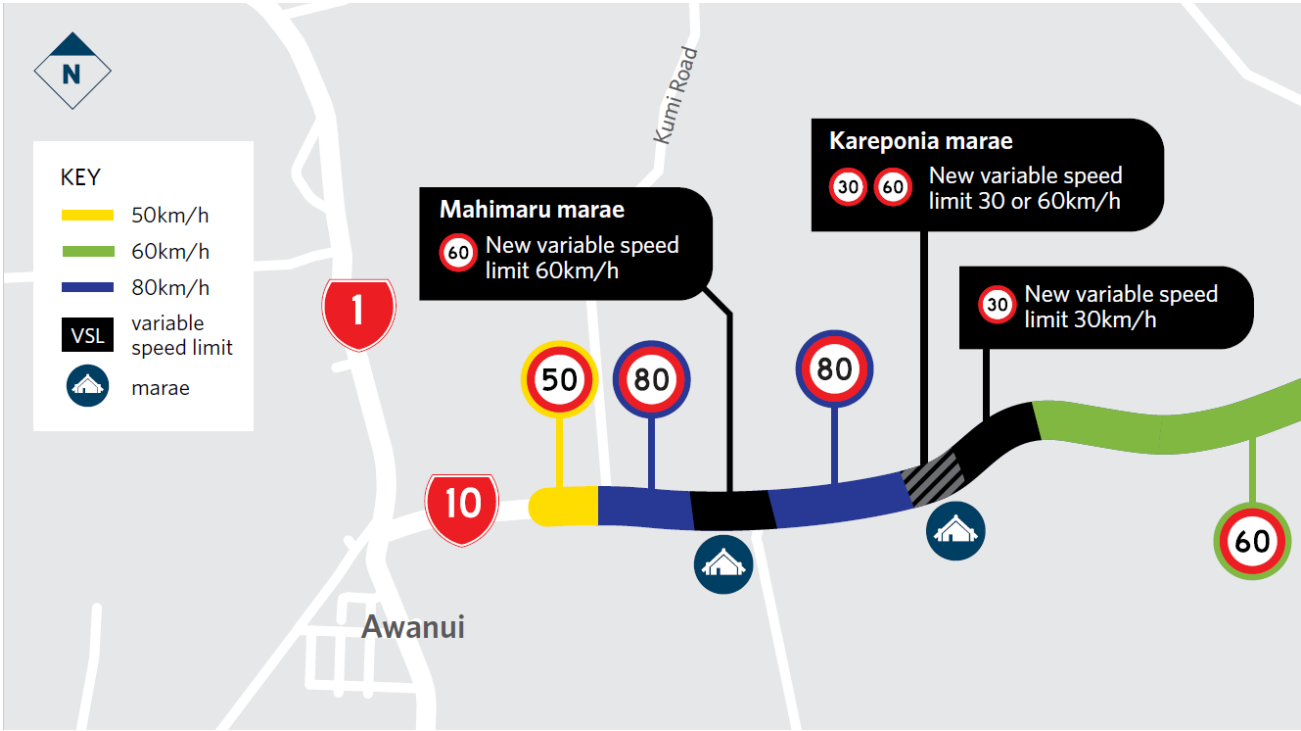 N
KEY
50km/h
60km/h
80km/h
VSL
variable
speed limit
marae
Kumi Road
Kareponia marae
30
60
New variable speed
limit 30 or 60km/h
Mahimaru marae
60
New variable speed
limit 60km/h
30
New variable speed
limit 30km/h
1
50
80
80
10
60
Awanui